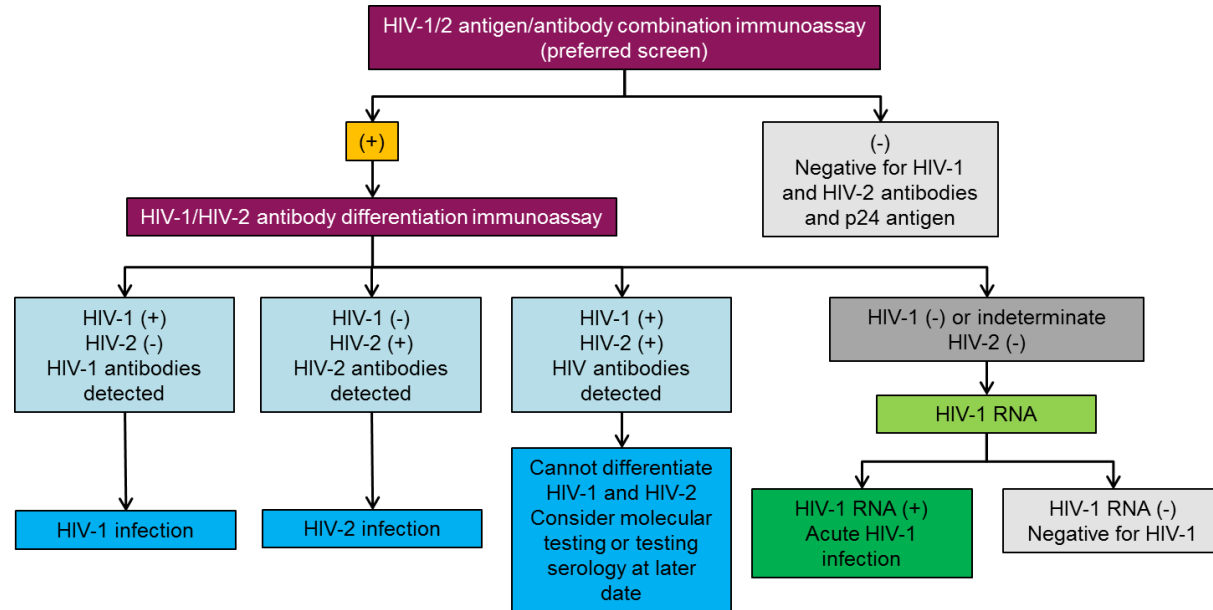 HIV-1/2 antigen/antibody combination immunoassay
(preferred screen)
(+)
(-)
Negative for HIV-1
and HIV-2 antibodies
and p24 antigen
HIV-1/HIV-2 antibody differentiation immunoassay
HIV-1 (+)
HIV-2 (-)
HIV-1 antibodies
detected
HIV-1 (-)
HIV-2 (+)
HIV-2 antibodies
detected
HIV-1 (+)
HIV-2 (+)
HIV antibodies
detected
HIV-1 (-) or indeterminate
HIV-2 (-)
HIV-1 RNA
HIV-1 infection
HIV-2 infection
Cannot differentiate
HIV-1 and HIV-2
Consider molecular
testing or testing
serology at later
date
HIV-1 RNA (+)
Acute HIV-1
infection
HIV-1 RNA (-)
Negative for HIV-1